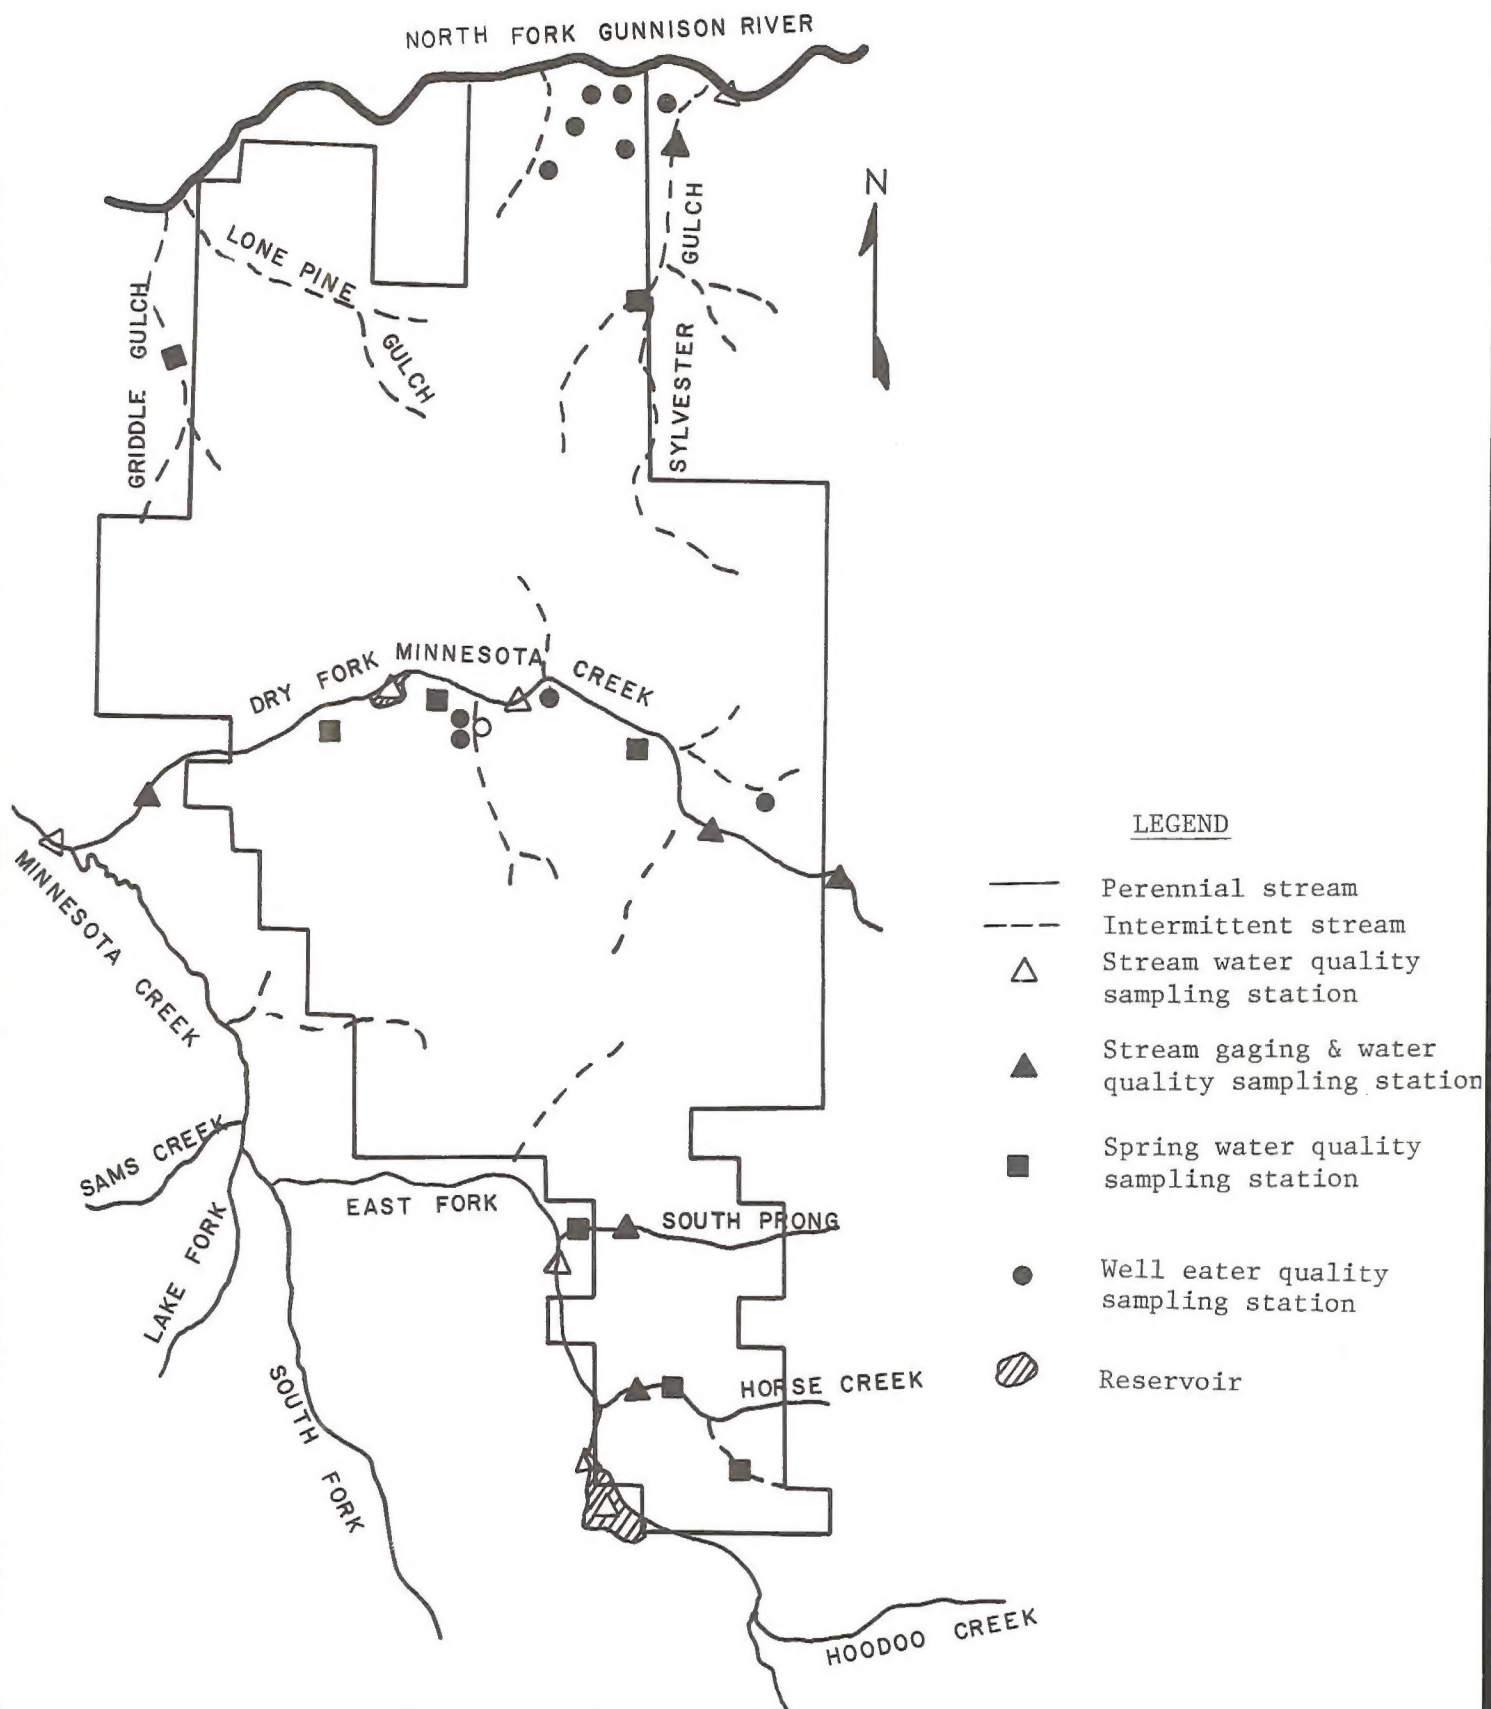 NORTH FORK GUNNISON RIVER
N
LONE PINE
GULCH
GRIDDLE GULCH
SYLVESTER GULCH
DRY FORK MINNESOTA CREEK
MINNESOTA CREEK
SAMS CREEK
EAST FORK
SOUTH PRONG
LAKE FORK
SOUTH FORK
HORSE CREEK
HOODOO CREEK
LEGEND
Perennial stream
Intermittent stream
Stream water quality
sampling station
Stream gaging & water
quality sampling station
Spring water quality
sampling station
Well eater quality
sampling station
Reservoir